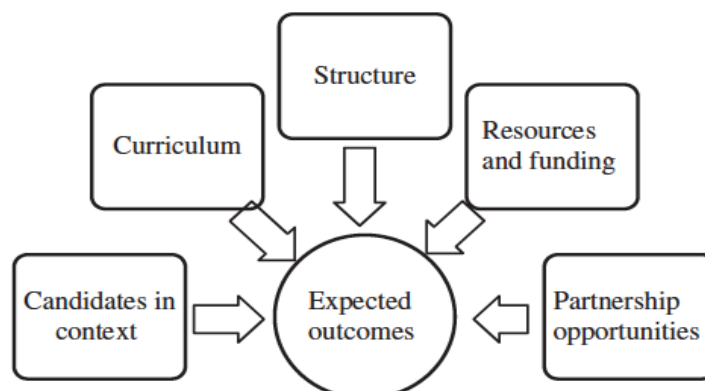 Structure
Curriculum
Resources
and funding
Candidates in
context
Expected
outcomes
Partnership
opportunities